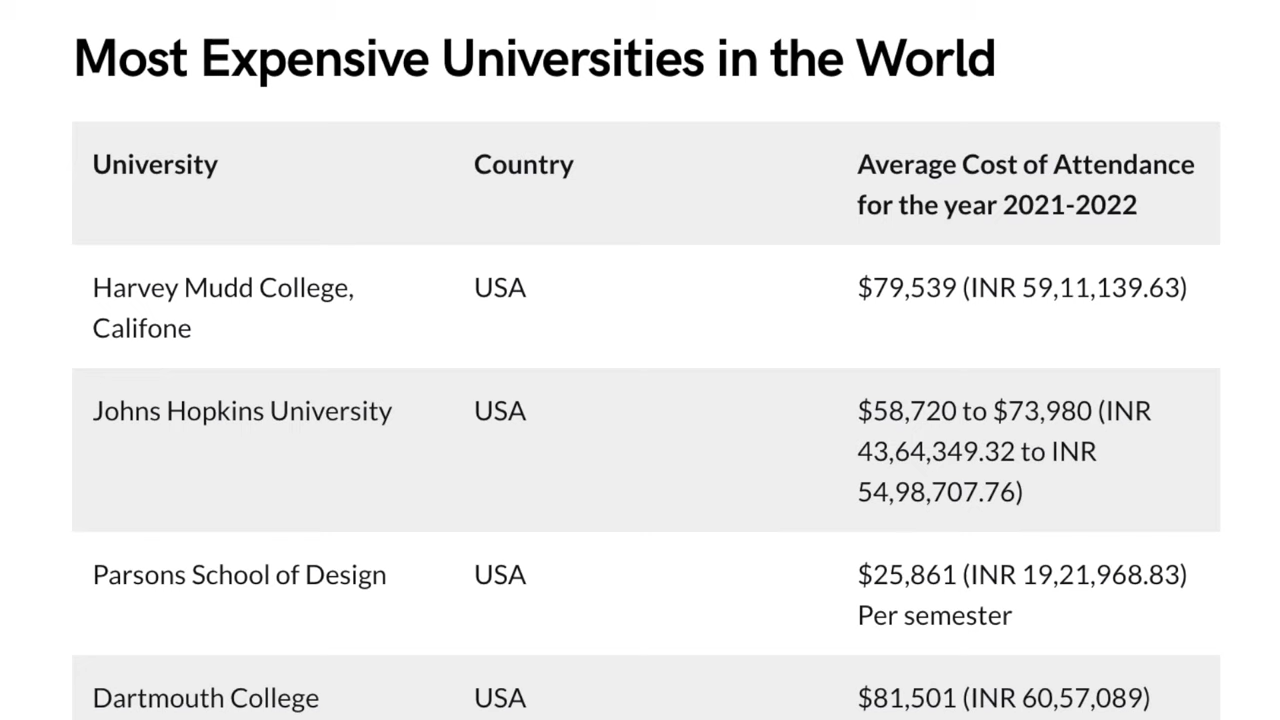 Most Expensive Universities in the World
University Country Average Cost of Attendance
for the year 2021-2022
Harvey Mudd College, USA $79,539 (INR 59,11,139.63)
Califone
Johns Hopkins University USA $58,720 to $73,980 (INR
43,64,349.32 to INR
54,98,707.76)
Parsons School of Design USA $25,861 (INR 19,21,968.83)
Per semester
Dartmouth College USA $81,501 (INR 60,57,089)